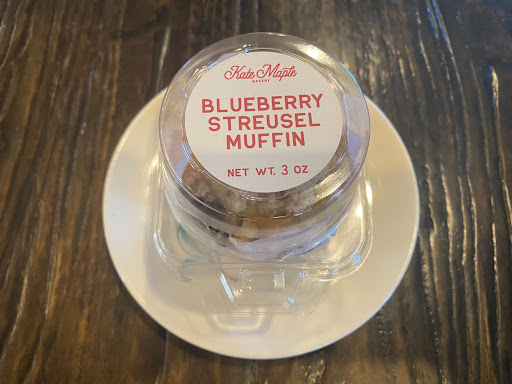 Kate Maple
BAKERY
BLUEBERRY
STREUSEL
MUFFIN
NET WT. 3 OZ